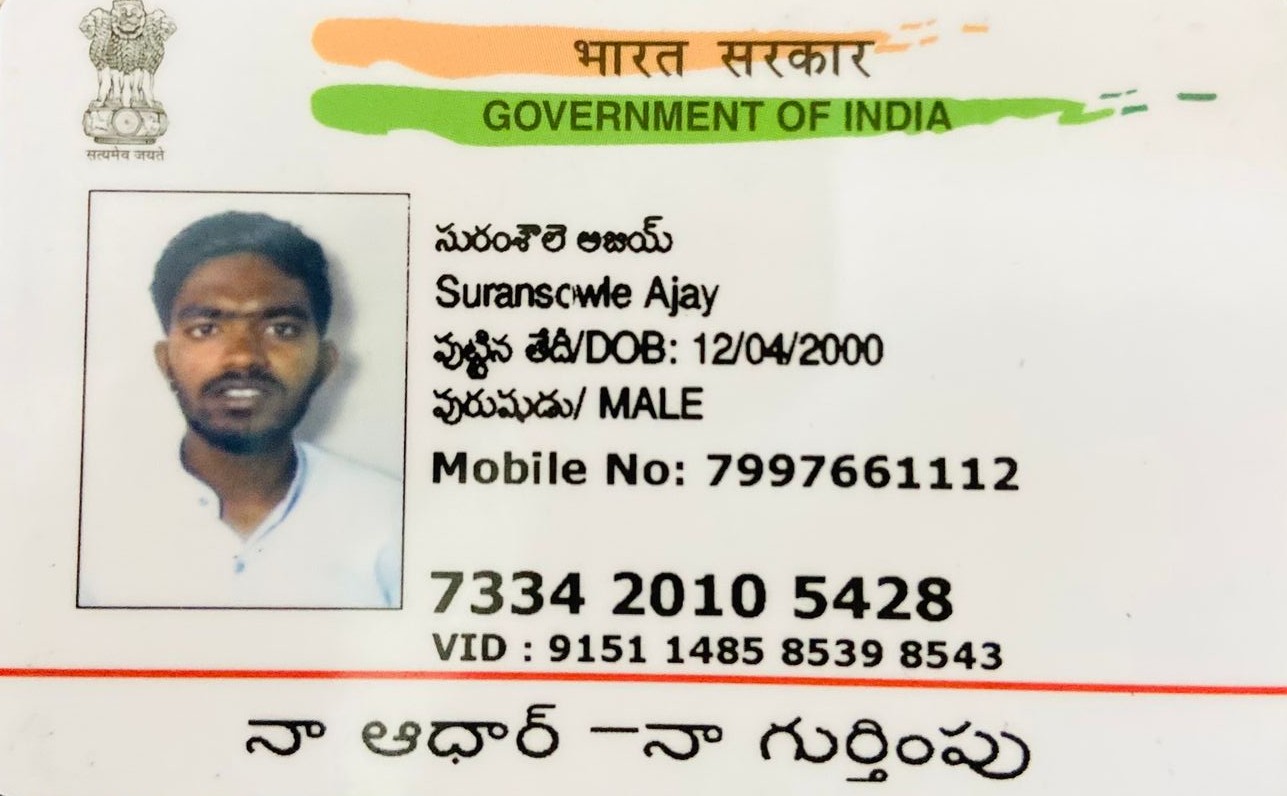 भारत सरकार
GOVERNMENT OF INDIA
सत्यमेव जयते
సురంశౌలె అజయ్
Suransowle Ajay
పుట్టిన తేదీ/DOB: 12/04/2000
పురుషుడు/ MALE
Mobile No: 7997661112
7334 2010 5428
VID : 9151 1485 8539 8543
నా ఆధార్ –నా గుర్తింపు